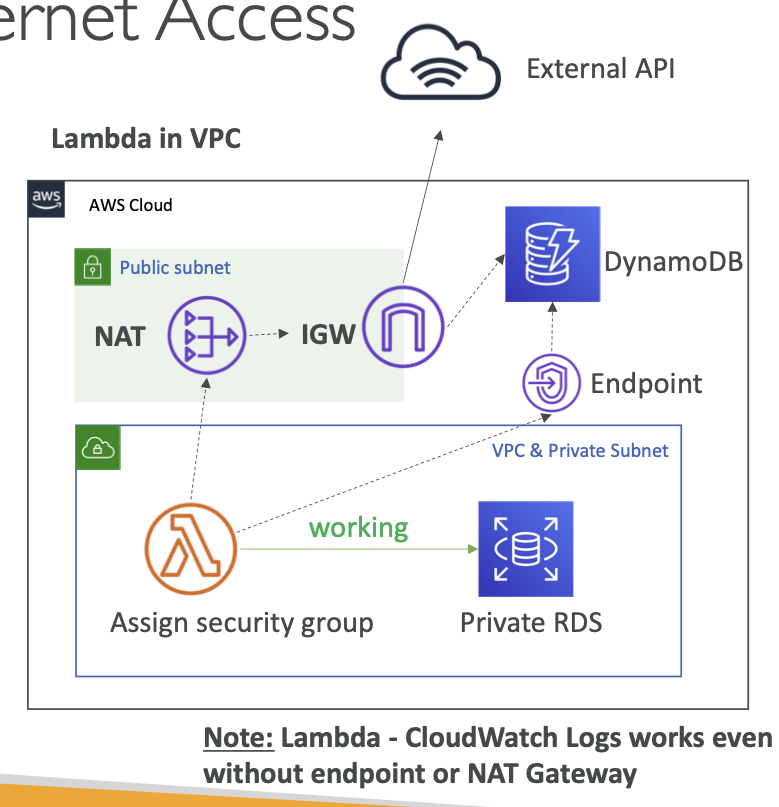 ernet Access
External API
Lambda in VPC
aws
AWS Cloud
Public subnet
DynamoDB
NAT
IGW
Endpoint
VPC & Private Subnet
working
Assign security group
Private RDS
Note: Lambda - CloudWatch Logs works even
without endpoint or NAT Gateway